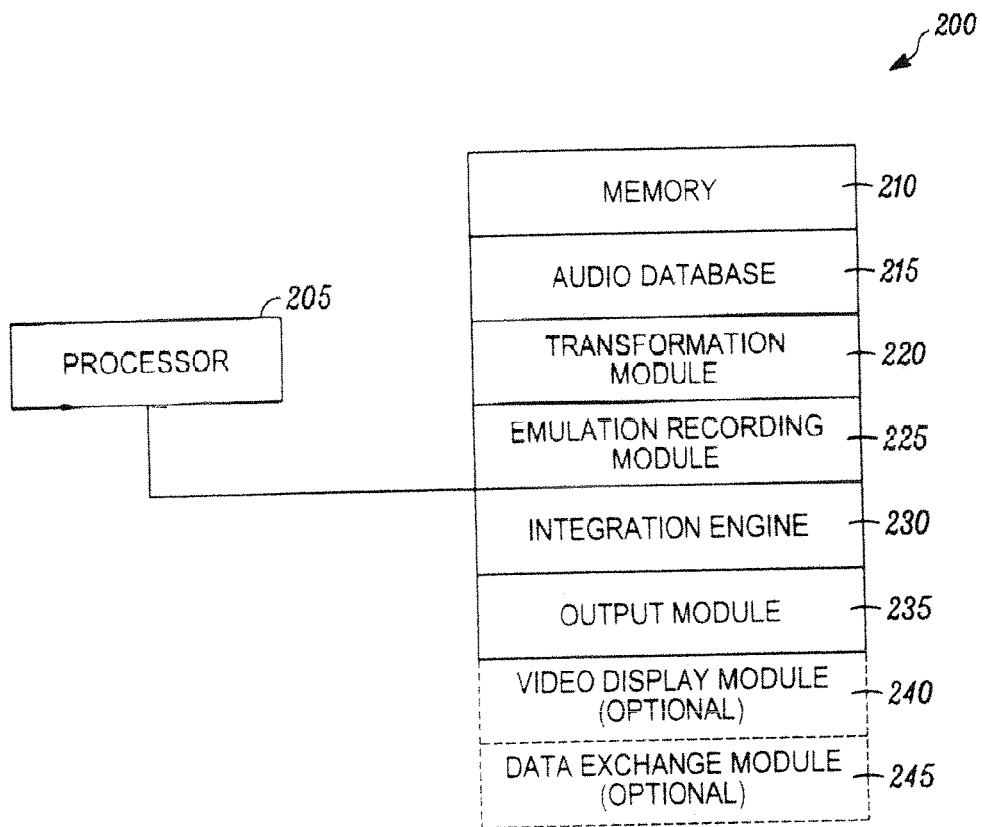 200
MEMORY 210
AUDIO DATABASE 215
205
PROCESSOR
TRANSFORMATION
MODULE 220
EMULATION RECORDING
MODULE 225
INTEGRATION ENGINE 230
OUTPUT MODULE 235
VIDEO DISPLAY MODULE
(OPTIONAL) 240
DATA EXCHANGE MODULE
(OPTIONAL) 245